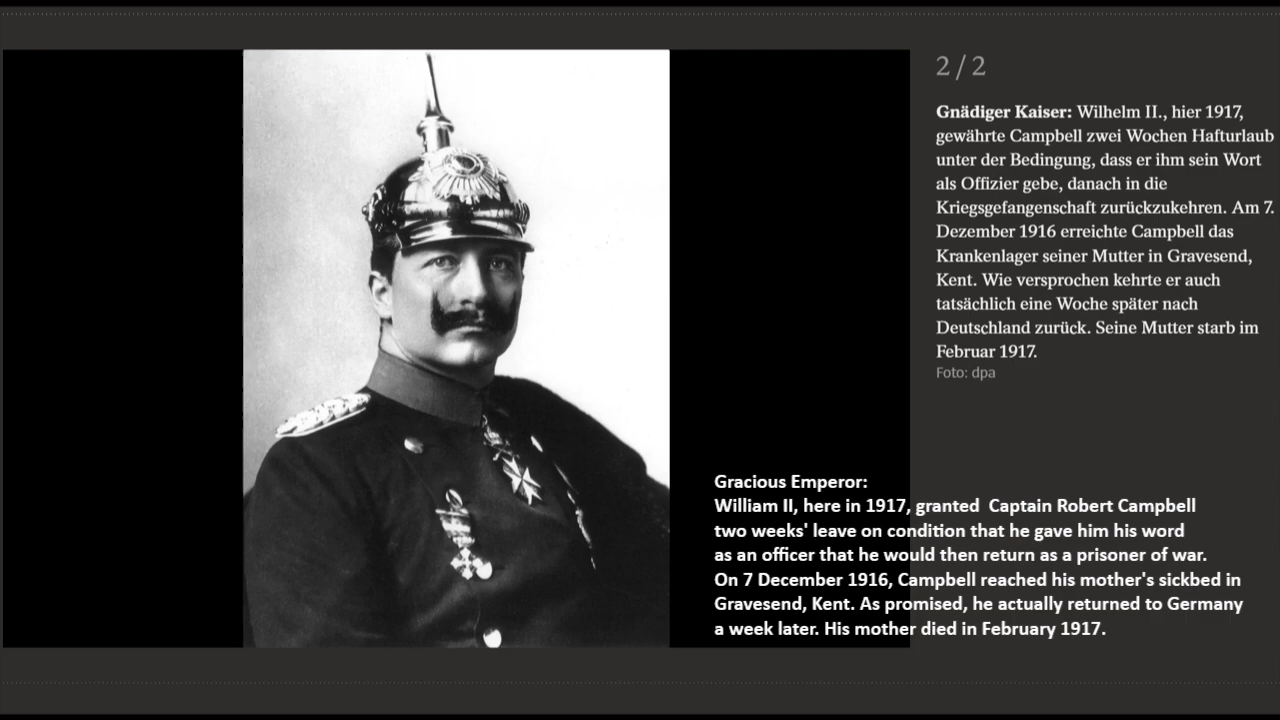 2/2
Gnädiger Kaiser: Wilhelm II., hier 1917,
gewährte Campbell zwei Wochen Hafturlaub
unter der Bedingung, dass er ihm sein Wort
als Offizier gebe, danach in die
Kriegsgefangenschaft zurückzukehren. Am 7.
Dezember 1916 erreichte Campbell das
Krankenlager seiner Mutter in Gravesend,
Kent. Wie versprochen kehrte er auch
tatsächlich eine Woche später nach
Deutschland zurück. Seine Mutter starb im
Februar 1917.
Foto: dpa
Gracious Emperor:
William II, here in 1917, granted  Captain Robert Campbell
two weeks' leave on condition that he gave him his word
as an officer that he would then return as a prisoner of war.
On 7 December 1916, Campbell reached his mother's sickbed in
Gravesend, Kent. As promised, he actually returned to Germany
a week later. His mother died in February 1917.